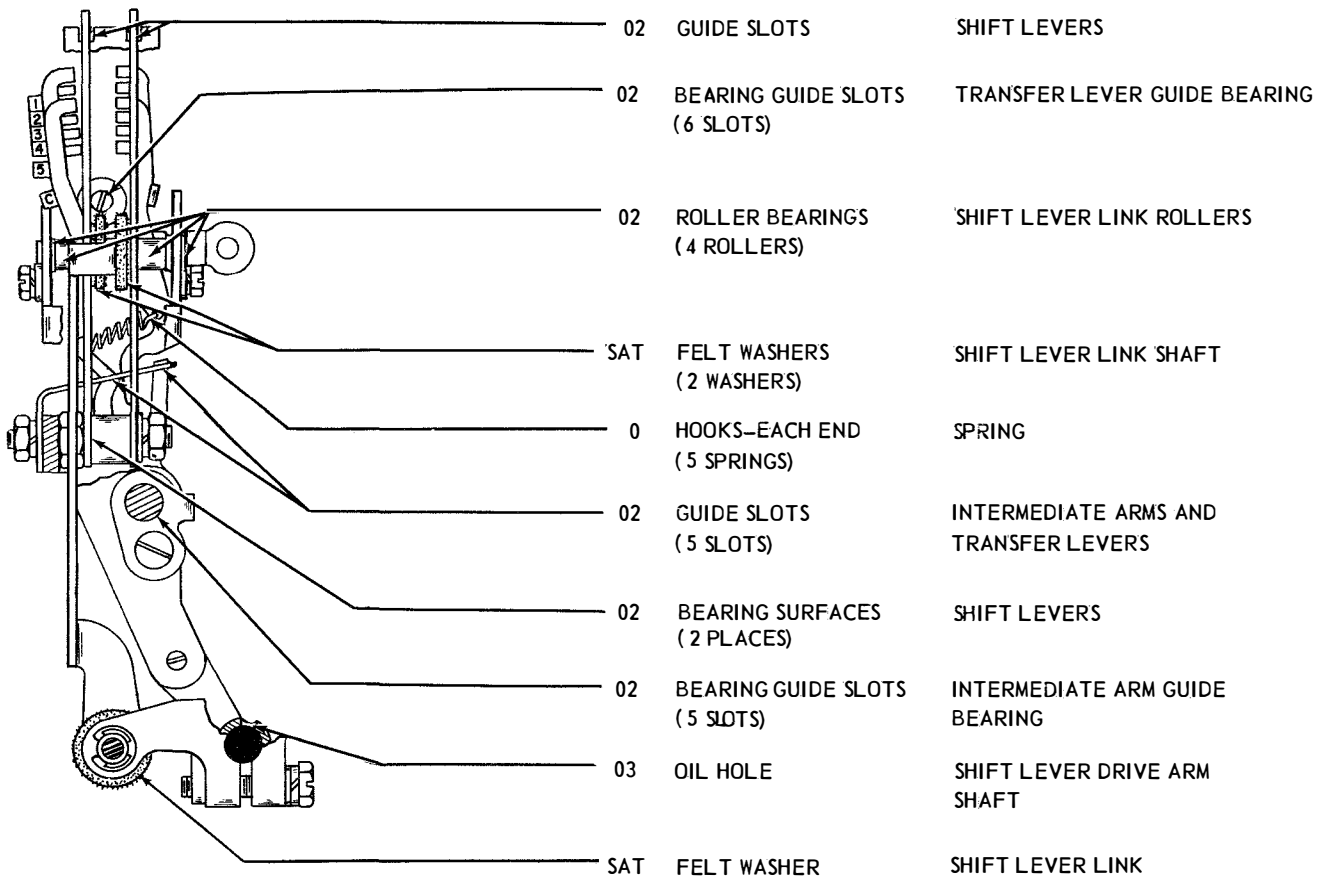 02 GUIDE SLOTS SHIFT LEVERS
02 BEARING GUIDE SLOTS TRANSFER LEVER GUIDE BEARING
(6 SLOTS)
1
2
3
4
5
C
02 ROLLER BEARINGS SHIFT LEVER LINK ROLLERS
(4 ROLLERS)
SAT FELT WASHERS SHIFT LEVER LINK SHAFT
(2 WASHERS)
0 HOOKS–EACH END SPRING
(5 SPRINGS)
02 GUIDE SLOTS INTERMEDIATE ARMS AND
(5 SLOTS) TRANSFER LEVERS
02 BEARING SURFACES SHIFT LEVERS
(2 PLACES)
02 BEARING GUIDE SLOTS INTERMEDIATE ARM GUIDE
(5 SLOTS) BEARING
03 OIL HOLE SHIFT LEVER DRIVE ARM
SHAFT
SAT FELT WASHER SHIFT LEVER LINK